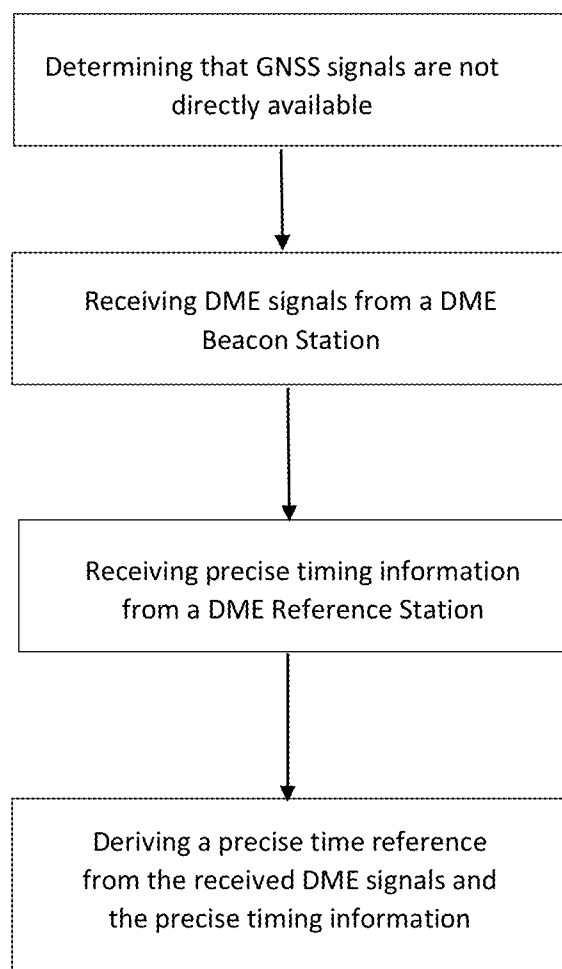 Determining that GNSS signals are not
directly available
Receiving DME signals from a DME
Beacon Station
Receiving precise timing information
from a DME Reference Station
Deriving a precise time reference
from the received DME signals and
the precise timing information